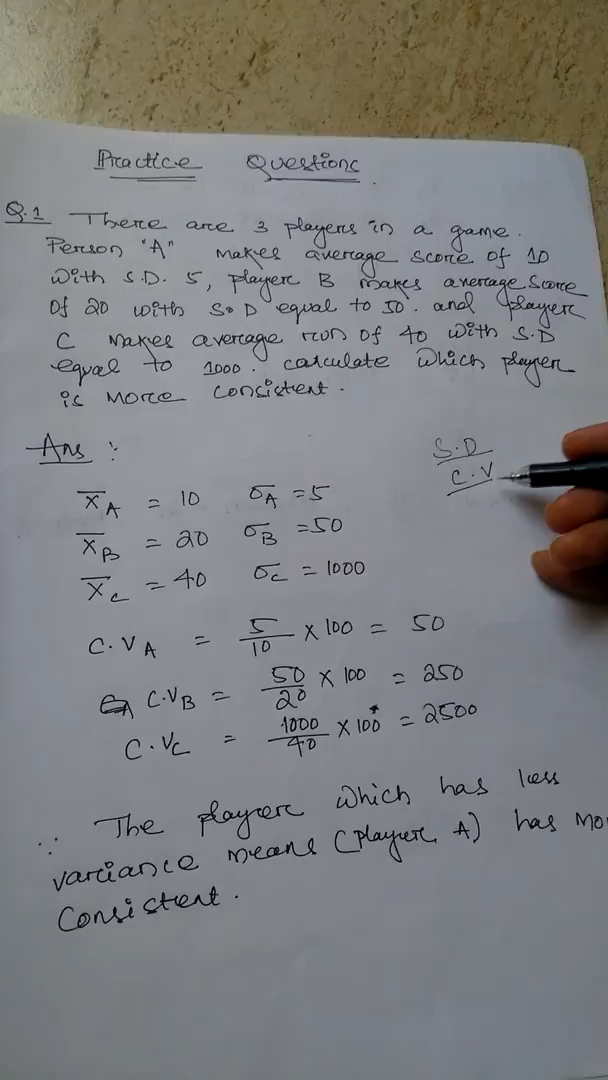 Practice Questions
Q.1 There are 3 players in a game.
Person "A" makes average score of 10
with S.D. 5, player B makes average score
of 20 with S.D equal to 50. and player
C makes average run of 40 with S.D
equal to 1000. calculate which player
is more consistent.
Ans :
S.D
C.V
X̄A = 10 σA = 5
X̄B = 20 σB = 50
X̄C = 40 σC = 1000
C.VA = 5/10 × 100 = 50
C.VB = 50/20 × 100 = 250
C.VC = 1000/40 × 100 = 2500
∴ The player which has less
variance means (player A) has mo
consistent.